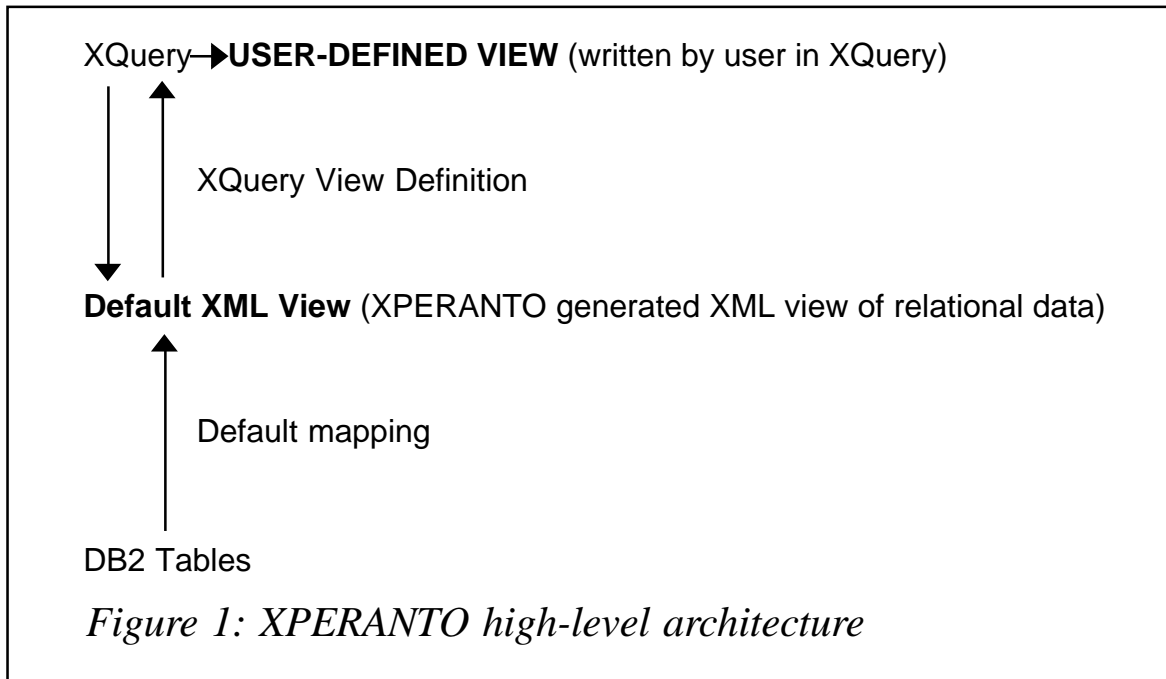 XQuery→USER-DEFINED VIEW (written by user in XQuery)
XQuery View Definition
Default XML View (XPERANTO generated XML view of relational data)
Default mapping
DB2 Tables
Figure 1: XPERANTO high-level architecture